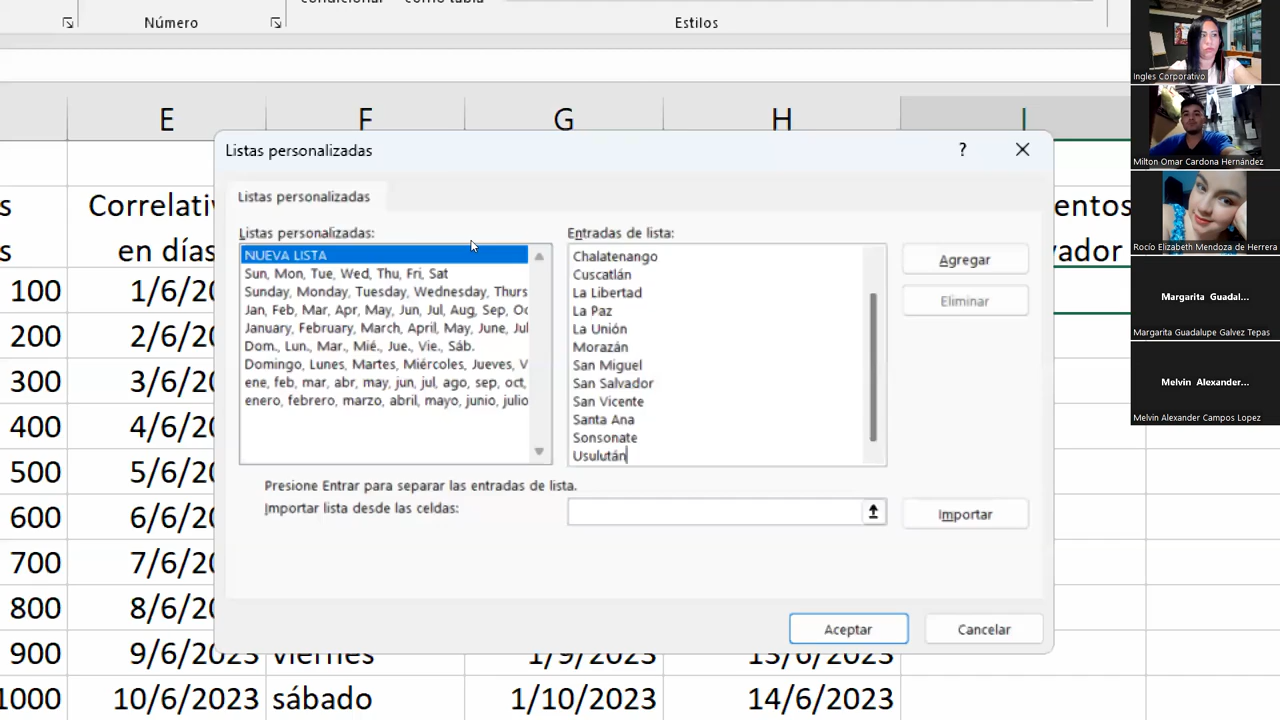 Número
Estilos
E
F
G
H
I
Listas personalizadas
?
Listas personalizadas
Listas personalizadas:
NUEVA LISTA
Sun, Mon, Tue, Wed, Thu, Fri, Sat
Sunday, Monday, Tuesday, Wednesday, Thurs
Jan, Feb, Mar, Apr, May, Jun, Jul, Aug, Sep, Oc
January, February, March, April, May, June, Jul
Dom., Lun., Mar., Mié., Jue., Vie., Sáb.
Domingo, Lunes, Martes, Miércoles, Jueves, V
ene, feb, mar, abr, may, jun, jul, ago, sep, oct,
enero, febrero, marzo, abril, mayo, junio, julio
Entradas de lista:
Chalatenango
Cuscatlán
La Libertad
La Paz
La Unión
Morazán
San Miguel
San Salvador
San Vicente
Santa Ana
Sonsonate
Usulután
Agregar
Eliminar
Presione Entrar para separar las entradas de lista.
Importar lista desde las celdas:
Importar
Aceptar
Cancelar
s Correlativ entos
s en días vador
100 1/6/20
200 2/6/20
300 3/6/20
400 4/6/20
500 5/6/20
600 6/6/20
700 7/6/20
800 8/6/20
900 9/6/2023 viernes 1/9/2023 13/6/2023
1000 10/6/2023 sábado 1/10/2023 14/6/2023
Ingles Corporativo
Milton Omar Cardona Hernández
Rocío Elizabeth Mendoza de Herrera
Margarita Guadal...
Margarita Guadalupe Galvez Tepas
Melvin Alexander...
Melvin Alexander Campos Lopez